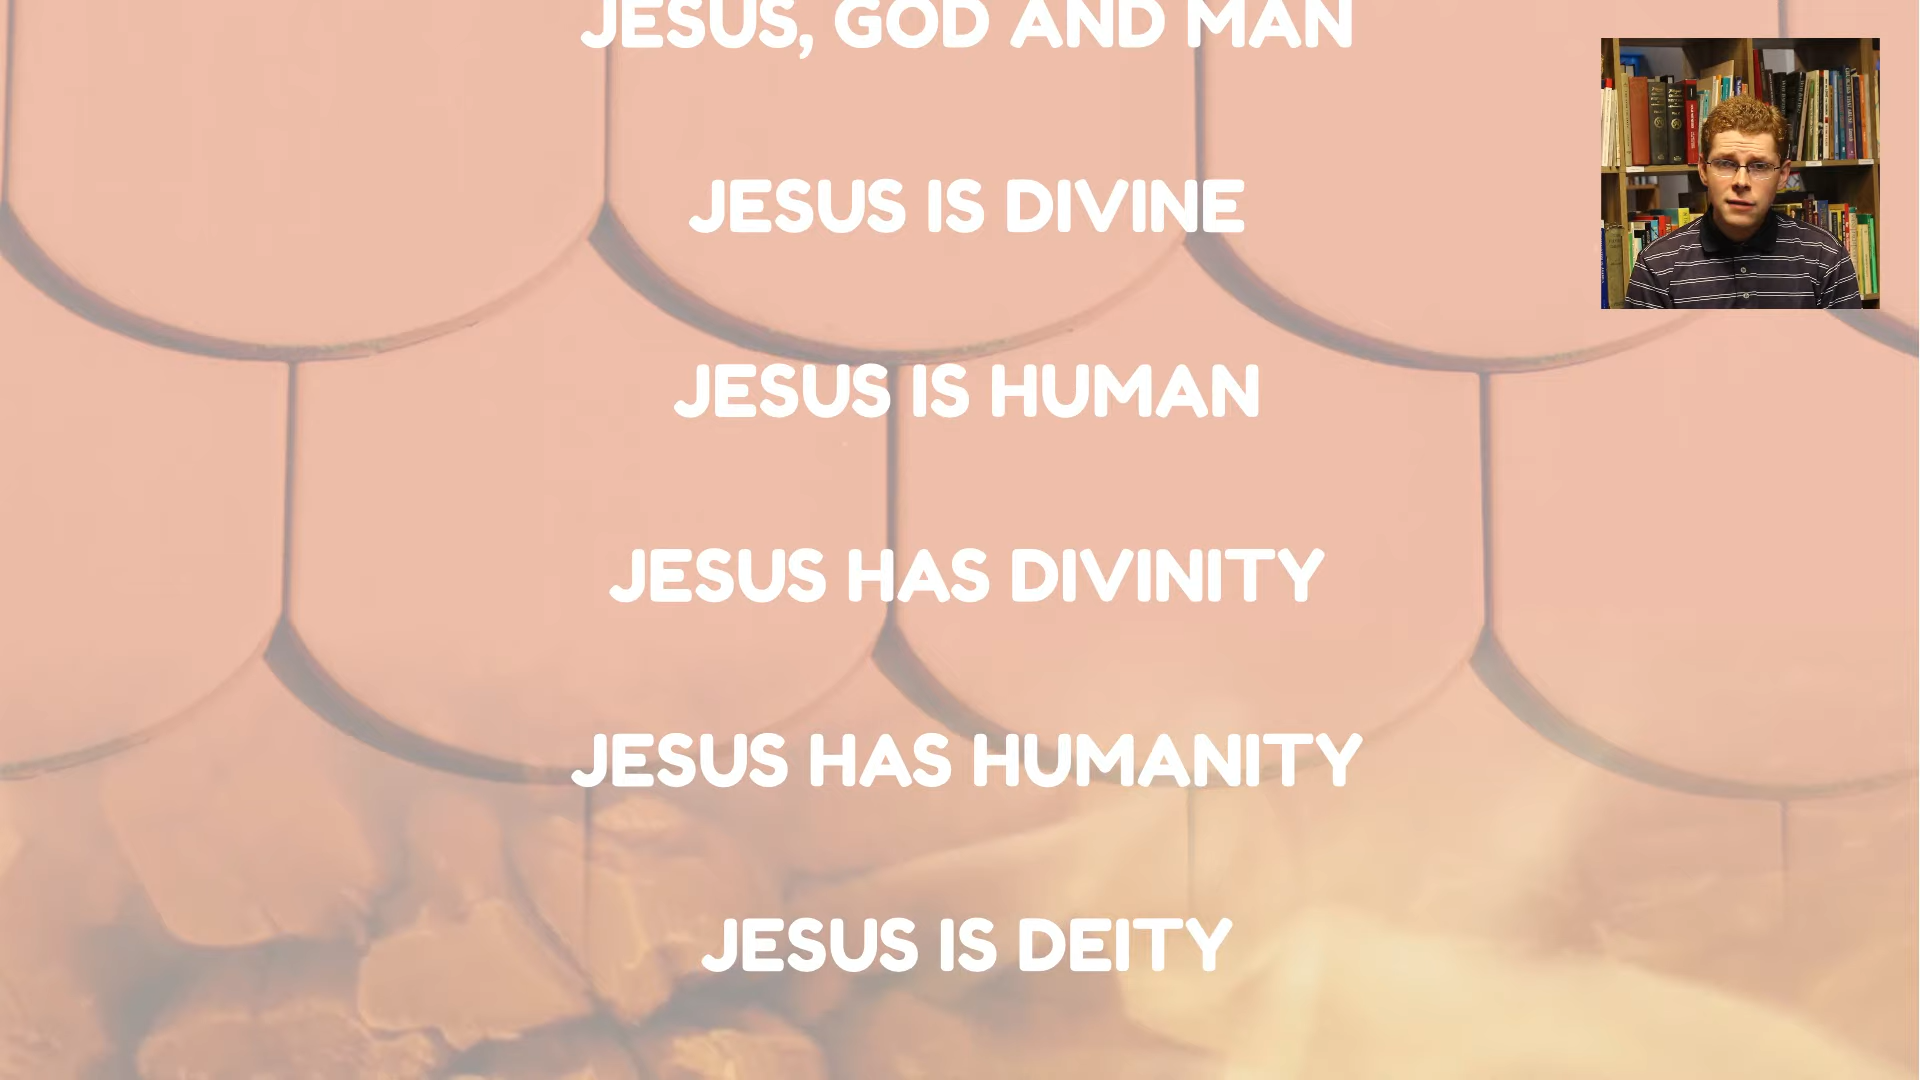 JESUS, GOD AND MAN
JESUS IS DIVINE
JESUS IS HUMAN
JESUS HAS DIVINITY
JESUS HAS HUMANITY
JESUS IS DEITY